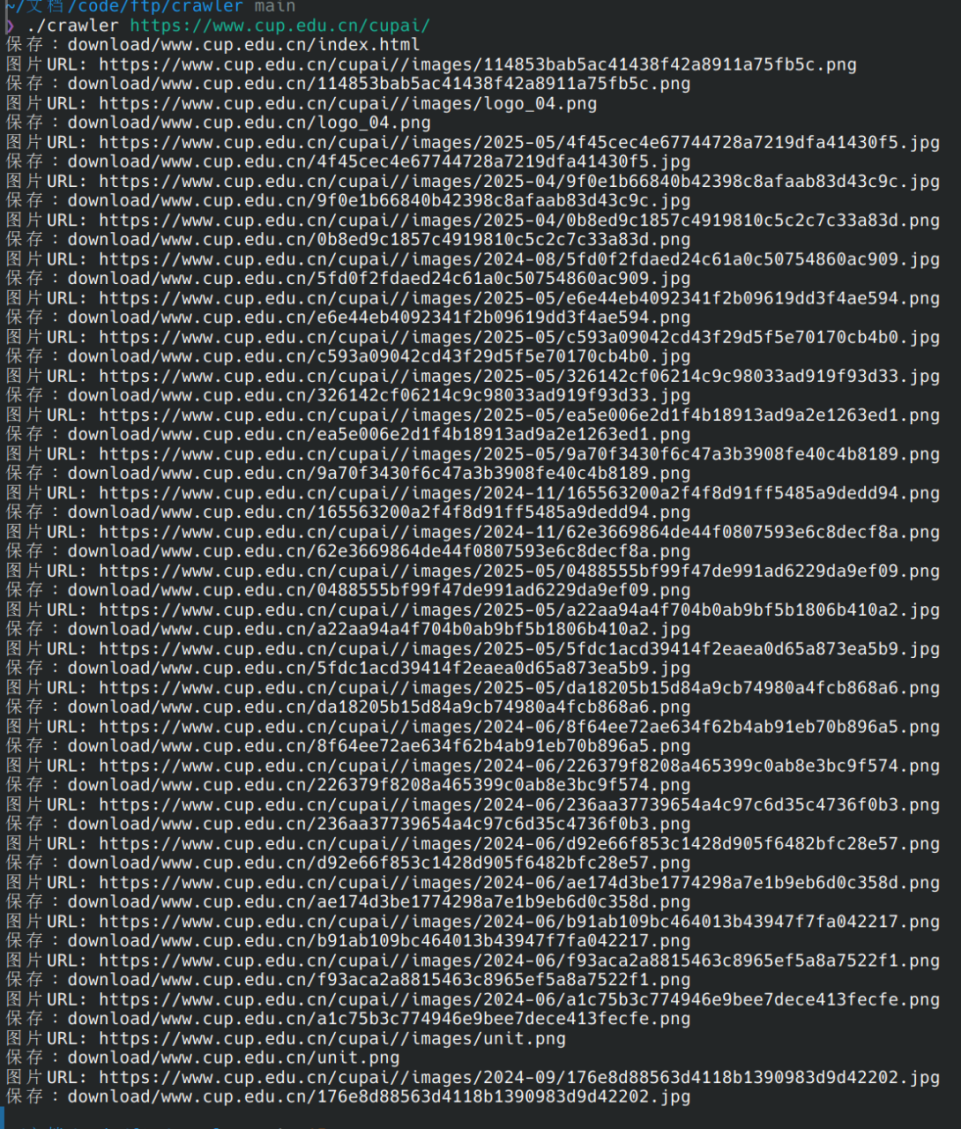 ~/文档/code/ftp/crawler main
❯ ./crawler https://www.cup.edu.cn/cupai/
保存：download/www.cup.edu.cn/index.html
图片URL: https://www.cup.edu.cn/cupai//images/114853bab5ac41438f42a8911a75fb5c.png
保存：download/www.cup.edu.cn/114853bab5ac41438f42a8911a75fb5c.png
图片URL: https://www.cup.edu.cn/cupai//images/logo_04.png
保存：download/www.cup.edu.cn/logo_04.png
图片URL: https://www.cup.edu.cn/cupai//images/2025-05/4f45cec4e67744728a7219dfa41430f5.jpg
保存：download/www.cup.edu.cn/4f45cec4e67744728a7219dfa41430f5.jpg
图片URL: https://www.cup.edu.cn/cupai//images/2025-04/9f0e1b66840b42398c8afaab83d43c9c.jpg
保存：download/www.cup.edu.cn/9f0e1b66840b42398c8afaab83d43c9c.jpg
图片URL: https://www.cup.edu.cn/cupai//images/2025-04/0b8ed9c1857c4919810c5c2c7c33a83d.png
保存：download/www.cup.edu.cn/0b8ed9c1857c4919810c5c2c7c33a83d.png
图片URL: https://www.cup.edu.cn/cupai//images/2024-08/5fd0f2fdaed24c61a0c50754860ac909.jpg
保存：download/www.cup.edu.cn/5fd0f2fdaed24c61a0c50754860ac909.jpg
图片URL: https://www.cup.edu.cn/cupai//images/2025-05/e6e44eb4092341f2b09619dd3f4ae594.png
保存：download/www.cup.edu.cn/e6e44eb4092341f2b09619dd3f4ae594.png
图片URL: https://www.cup.edu.cn/cupai//images/2025-05/c593a09042cd43f29d5f5e70170cb4b0.jpg
保存：download/www.cup.edu.cn/c593a09042cd43f29d5f5e70170cb4b0.jpg
图片URL: https://www.cup.edu.cn/cupai//images/2025-05/326142cf06214c9c98033ad919f93d33.jpg
保存：download/www.cup.edu.cn/326142cf06214c9c98033ad919f93d33.jpg
图片URL: https://www.cup.edu.cn/cupai//images/2025-05/ea5e006e2d1f4b18913ad9a2e1263ed1.png
保存：download/www.cup.edu.cn/ea5e006e2d1f4b18913ad9a2e1263ed1.png
图片URL: https://www.cup.edu.cn/cupai//images/2025-05/9a70f3430f6c47a3b3908fe40c4b8189.png
保存：download/www.cup.edu.cn/9a70f3430f6c47a3b3908fe40c4b8189.png
图片URL: https://www.cup.edu.cn/cupai//images/2024-11/165563200a2f4f8d91ff5485a9dedd94.png
保存：download/www.cup.edu.cn/165563200a2f4f8d91ff5485a9dedd94.png
图片URL: https://www.cup.edu.cn/cupai//images/2024-11/62e3669864de44f0807593e6c8decf8a.png
保存：download/www.cup.edu.cn/62e3669864de44f0807593e6c8decf8a.png
图片URL: https://www.cup.edu.cn/cupai//images/2025-05/0488555bf99f47de991ad6229da9ef09.png
保存：download/www.cup.edu.cn/0488555bf99f47de991ad6229da9ef09.png
图片URL: https://www.cup.edu.cn/cupai//images/2025-05/a22aa94a4f704b0ab9bf5b1806b410a2.jpg
保存：download/www.cup.edu.cn/a22aa94a4f704b0ab9bf5b1806b410a2.jpg
图片URL: https://www.cup.edu.cn/cupai//images/2025-05/5fdc1acd39414f2eaea0d65a873ea5b9.jpg
保存：download/www.cup.edu.cn/5fdc1acd39414f2eaea0d65a873ea5b9.jpg
图片URL: https://www.cup.edu.cn/cupai//images/2025-05/da18205b15d84a9cb74980a4fcb868a6.png
保存：download/www.cup.edu.cn/da18205b15d84a9cb74980a4fcb868a6.png
图片URL: https://www.cup.edu.cn/cupai//images/2024-06/8f64ee72ae634f62b4ab91eb70b896a5.png
保存：download/www.cup.edu.cn/8f64ee72ae634f62b4ab91eb70b896a5.png
图片URL: https://www.cup.edu.cn/cupai//images/2024-06/226379f8208a465399c0ab8e3bc9f574.png
保存：download/www.cup.edu.cn/226379f8208a465399c0ab8e3bc9f574.png
图片URL: https://www.cup.edu.cn/cupai//images/2024-06/236aa37739654a4c97c6d35c4736f0b3.png
保存：download/www.cup.edu.cn/236aa37739654a4c97c6d35c4736f0b3.png
图片URL: https://www.cup.edu.cn/cupai//images/2024-06/d92e66f853c1428d905f6482bfc28e57.png
保存：download/www.cup.edu.cn/d92e66f853c1428d905f6482bfc28e57.png
图片URL: https://www.cup.edu.cn/cupai//images/2024-06/ae174d3be1774298a7e1b9eb6d0c358d.png
保存：download/www.cup.edu.cn/ae174d3be1774298a7e1b9eb6d0c358d.png
图片URL: https://www.cup.edu.cn/cupai//images/2024-06/b91ab109bc464013b43947f7fa042217.png
保存：download/www.cup.edu.cn/b91ab109bc464013b43947f7fa042217.png
图片URL: https://www.cup.edu.cn/cupai//images/2024-06/f93aca2a8815463c8965ef5a8a7522f1.png
保存：download/www.cup.edu.cn/f93aca2a8815463c8965ef5a8a7522f1.png
图片URL: https://www.cup.edu.cn/cupai//images/2024-06/a1c75b3c774946e9bee7dece413fecfe.png
保存：download/www.cup.edu.cn/a1c75b3c774946e9bee7dece413fecfe.png
图片URL: https://www.cup.edu.cn/cupai//images/unit.png
保存：download/www.cup.edu.cn/unit.png
图片URL: https://www.cup.edu.cn/cupai//images/2024-09/176e8d88563d4118b1390983d9d42202.jpg
保存：download/www.cup.edu.cn/176e8d88563d4118b1390983d9d42202.jpg